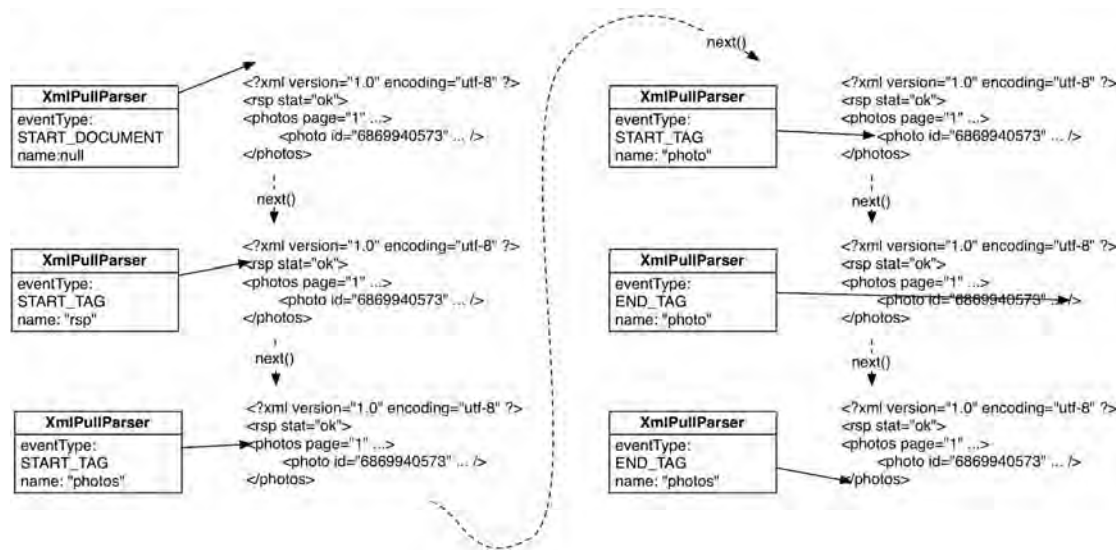 XmlPullParser
eventType:
START_DOCUMENT
name:null
<?xml version="1.0" encoding="utf-8" ?>
<rsp stat="ok">
<photos page="1" ...>
<photo id="6869940573" ... />
</photos>
next()
XmlPullParser
eventType:
START_TAG
name: "rsp"
<?xml version="1.0" encoding="utf-8" ?>
<rsp stat="ok">
<photos page="1" ...>
<photo id="6869940573" ... />
</photos>
next()
XmlPullParser
eventType:
START_TAG
name: "photos"
<?xml version="1.0" encoding="utf-8" ?>
<rsp stat="ok">
<photos page="1" ...>
<photo id="6869940573" ... />
</photos>
next()
XmlPullParser
eventType:
START_TAG
name: "photo"
<?xml version="1.0" encoding="utf-8" ?>
<rsp stat="ok">
<photos page="1" ...>
<photo id="6869940573" ... />
</photos>
next()
XmlPullParser
eventType:
END_TAG
name: "photo"
<?xml version="1.0" encoding="utf-8" ?>
<rsp stat="ok">
<photos page="1" ...>
<photo id="6869940573" ... />
</photos>
next()
XmlPullParser
eventType:
END_TAG
name: "photos"
<?xml version="1.0" encoding="utf-8" ?>
<rsp stat="ok">
<photos page="1" ...>
<photo id="6869940573" ... />
</photos>